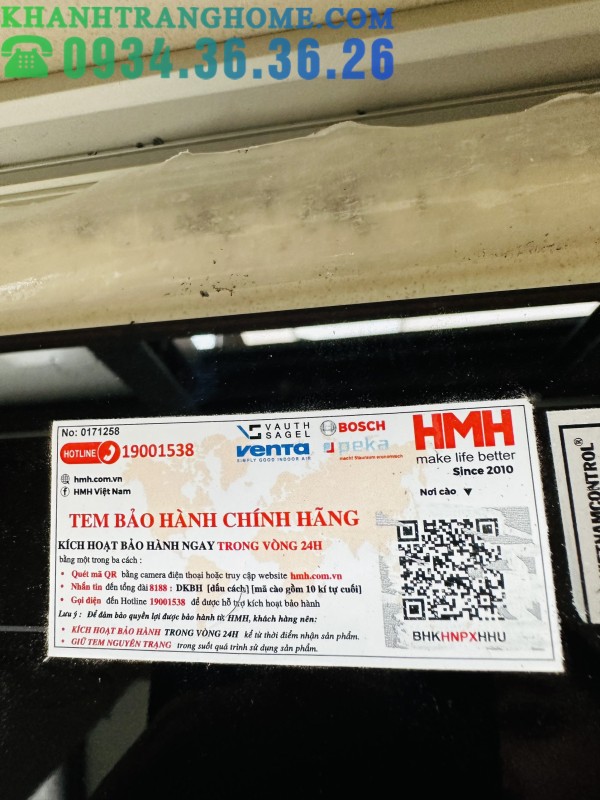 KHANHTRANGHOME.COM
0934.36.36.26
No: 0171258
HOTLINE 19001538
VAUTH SAGEL
BOSCH
venta
SIMPLY GOOD INDOOR AIR
peka
HMH
make life better
Since 2010
hmh.com.vn
HMH Việt Nam
Nơi cào ▼
TEM BẢO HÀNH CHÍNH HÃNG
KÍCH HOẠT BẢO HÀNH NGAY TRONG VÒNG 24H
bằng một trong ba cách :
• Quét mã QR bằng camera điện thoại hoặc truy cập website hmh.com.vn
• Nhắn tin đến tổng đài 8188 : DKBH [dấu cách] [mã cào gồm 10 kí tự cuối]
• Gọi điện đến Hotline 19001538 để được hỗ trợ kích hoạt bảo hành
Lưu ý : Để đảm bảo quyền lợi được bảo hành từ HMH, khách hàng nên:
• KÍCH HOẠT BẢO HÀNH TRONG VÒNG 24H kể từ thời điểm nhận sản phẩm.
• GIỮ TEM NGUYÊN TRẠNG trong suốt quá trình sử dụng sản phẩm.
BHKHNPXHHU